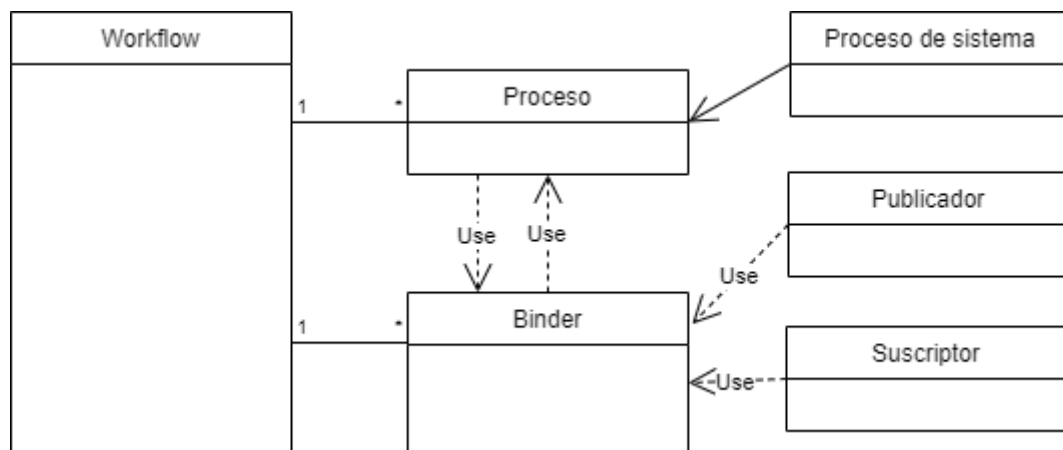 Workflow
Proceso de sistema
Proceso
1
*
Publicador
Use
Use
Use
Binder
1
*
Suscriptor
Use